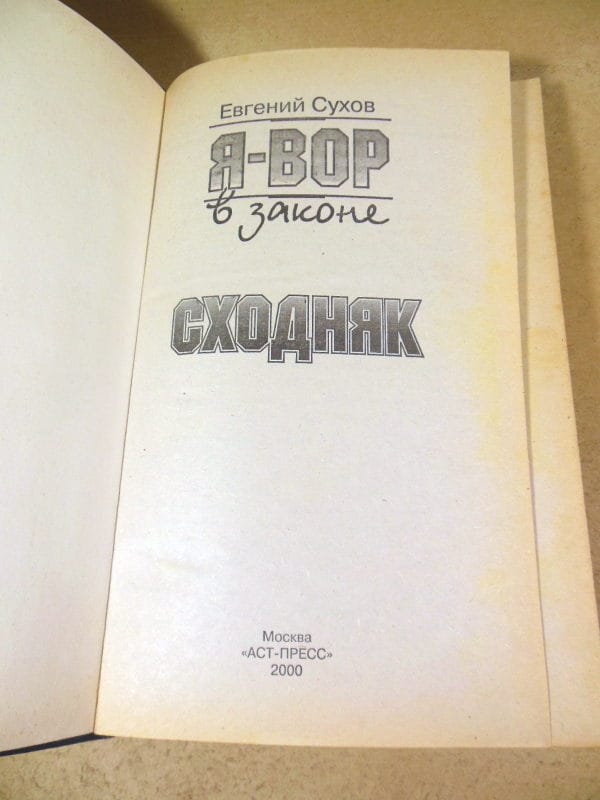 Евгений Сухов
Я-ВОР
в законе
СХОДНЯК
Москва
«АСТ-ПРЕСС»
2000